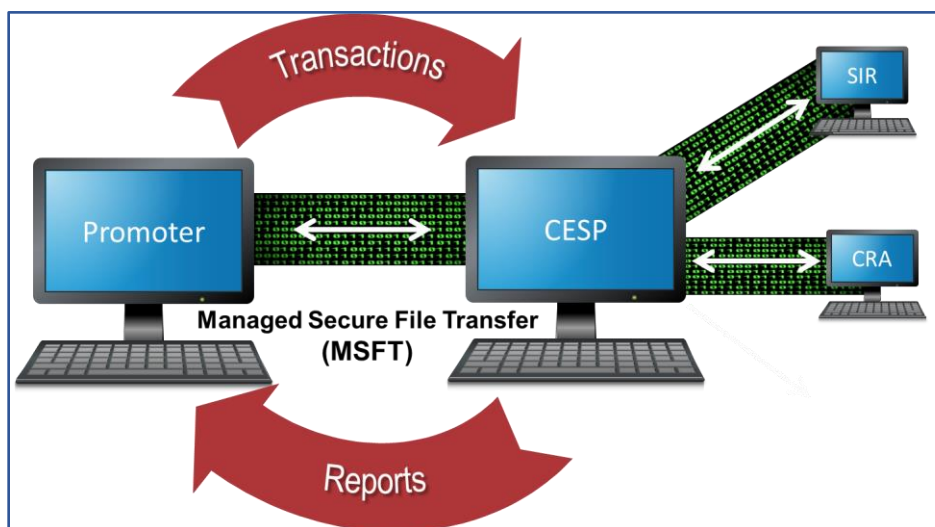 Transactions
SIR
Promoter
CESP
CRA
Managed Secure File Transfer
(MSFT)
Reports